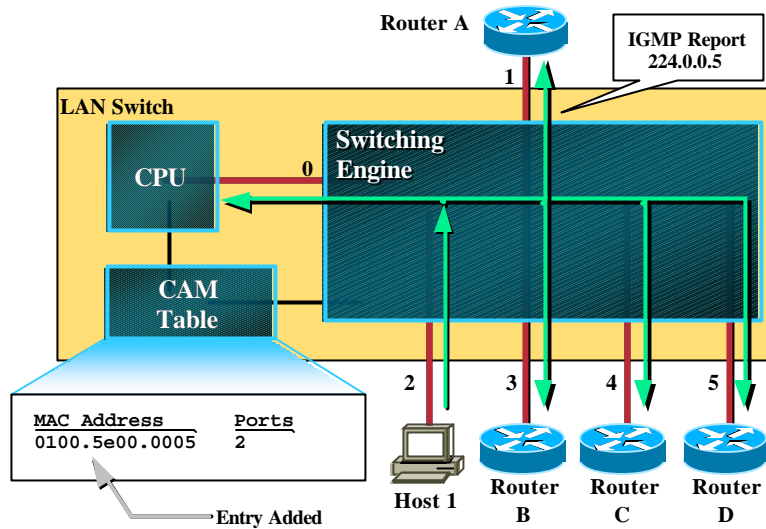 Router A
IGMP Report
224.0.0.5
1
LAN Switch
Switching
Engine
CPU
0
CAM
Table
2
3
4
5
MAC Address Ports
0100.5e00.0005 2
Entry Added
Host 1
Router
B
Router
C
Router
D